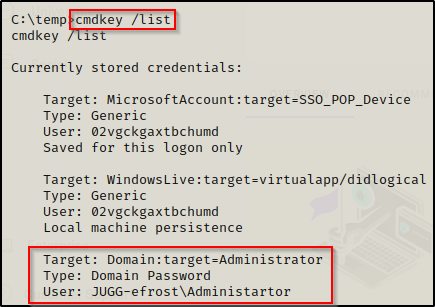 C:\temp>cmdkey /list
cmdkey /list
Currently stored credentials:
Target: MicrosoftAccount:target=SSO_POP_Device
Type: Generic
User: 02vgckgaxtbchumd
Saved for this logon only
Target: WindowsLive:target=virtualapp/didlogical
Type: Generic
User: 02vgckgaxtbchumd
Local machine persistence
Target: Domain:target=Administrator
Type: Domain Password
User: JUGG-efrost\Administartor